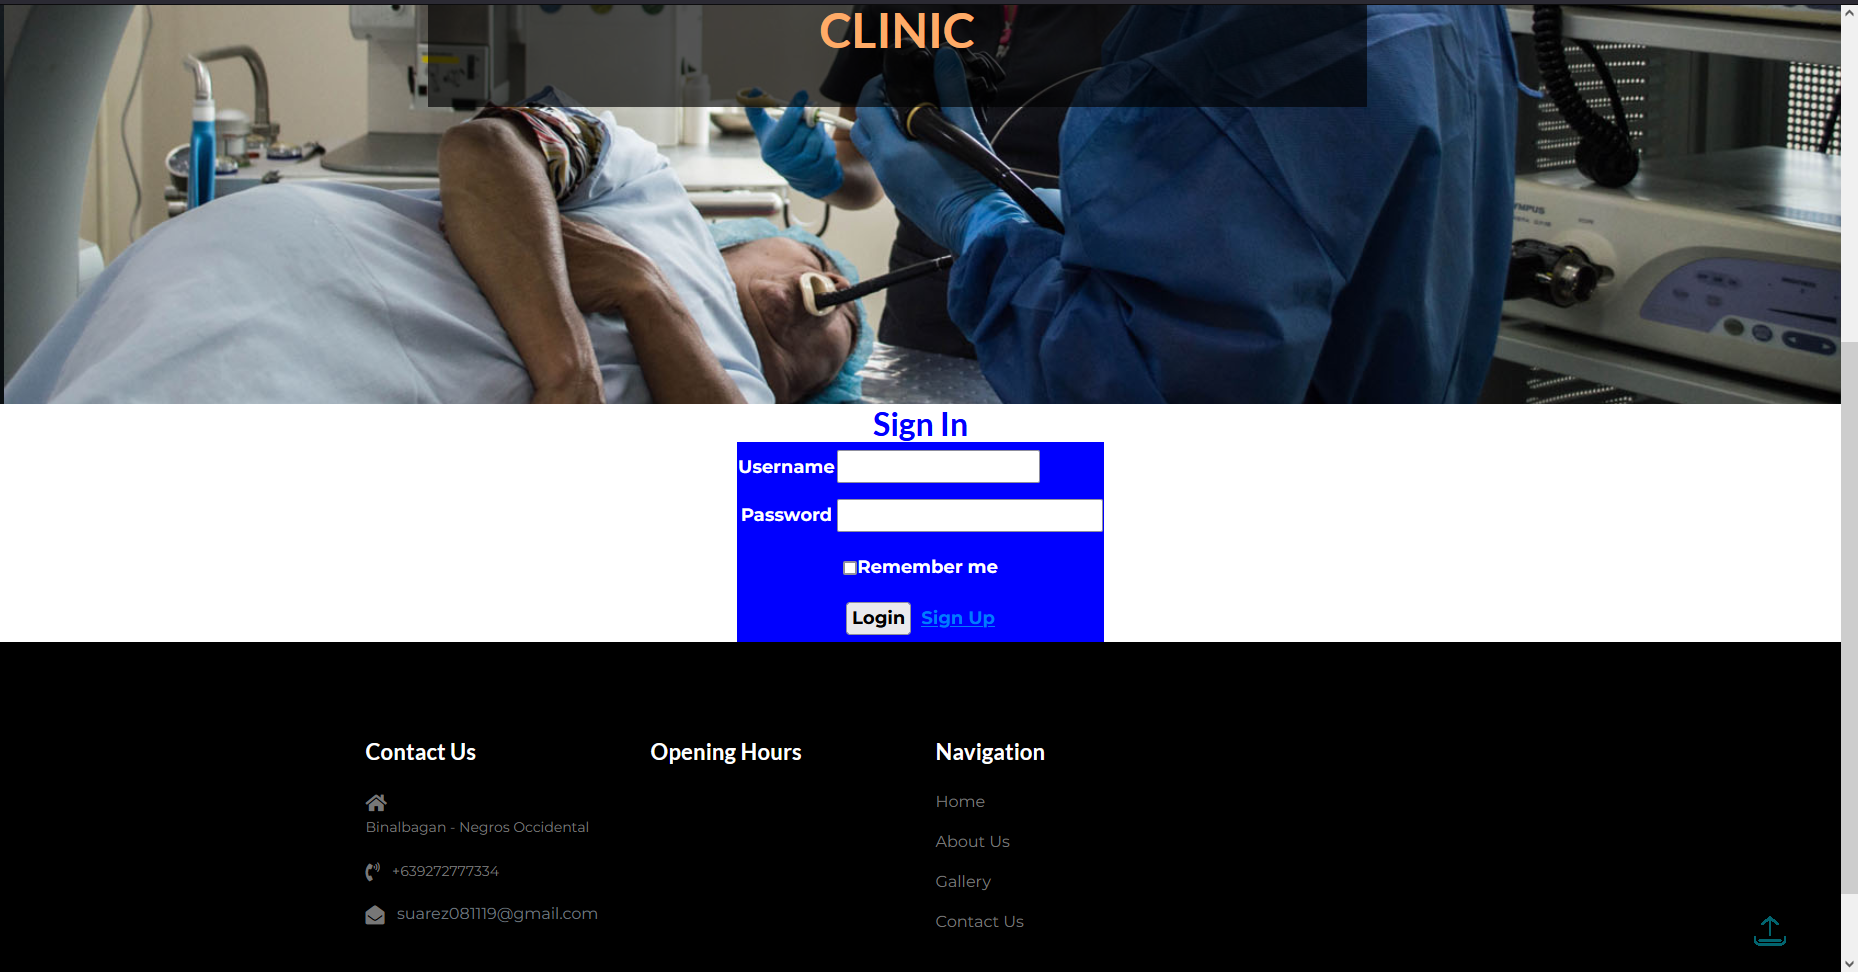 CLINIC
Sign In
Username
Password
Remember me
Login Sign Up
Contact Us
Binalbagan - Negros Occidental
+639272777334
suarez081119@gmail.com
Opening Hours
Navigation
Home
About Us
Gallery
Contact Us